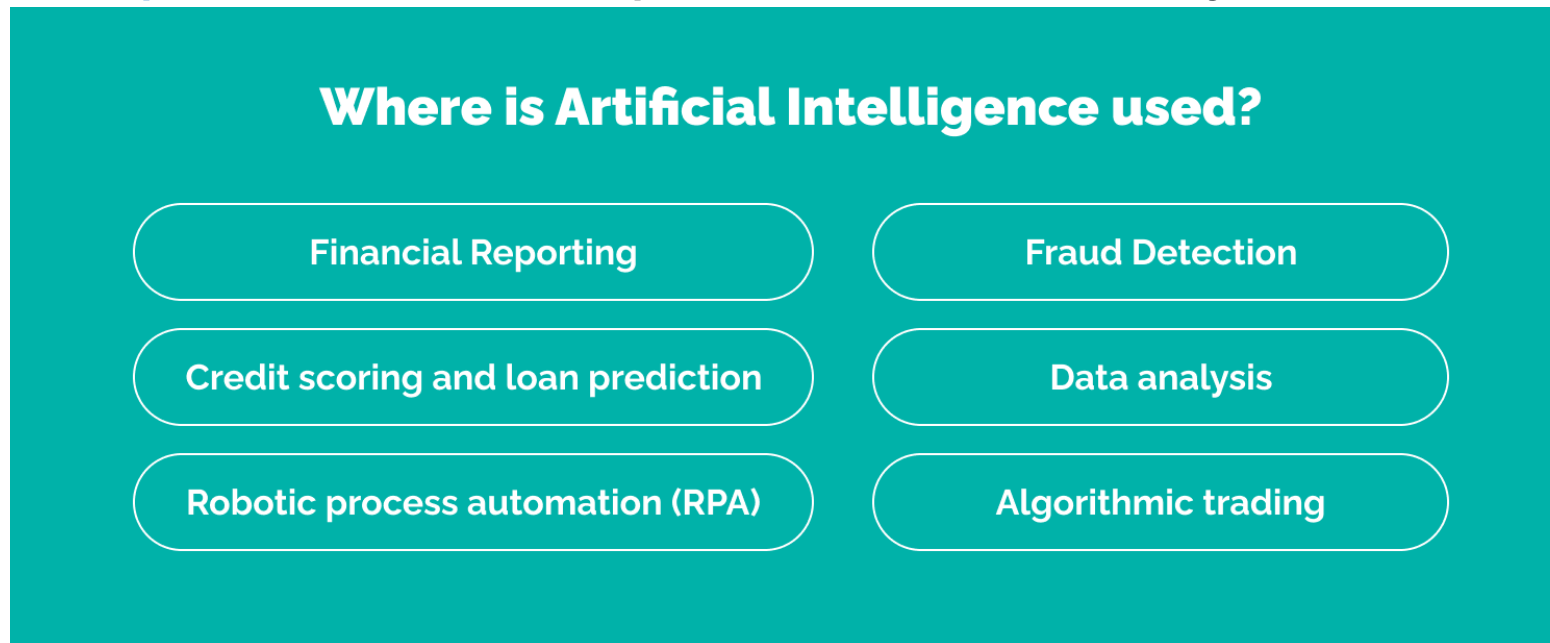 Where is Artificial Intelligence used?
Financial Reporting
Fraud Detection
Credit scoring and loan prediction
Data analysis
Robotic process automation (RPA)
Algorithmic trading